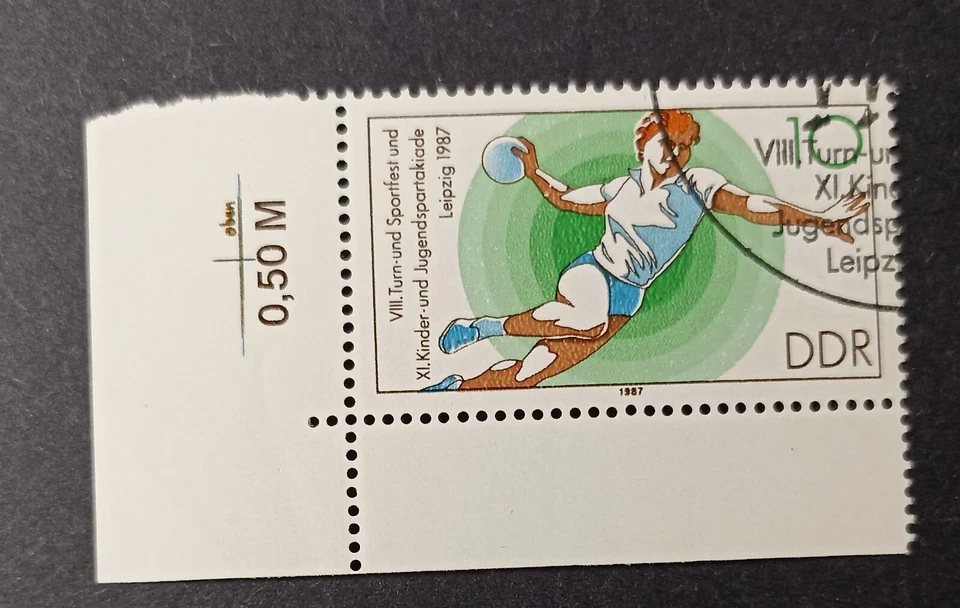 VIII.Turn-und Sportfest und
XI.Kinder-und Jugendspartakiade
Leipzig 1987
10
DDR
1987
VIII.Turn-un
XI.Kind
Jugendsp
Leipz
oben
0,50 M